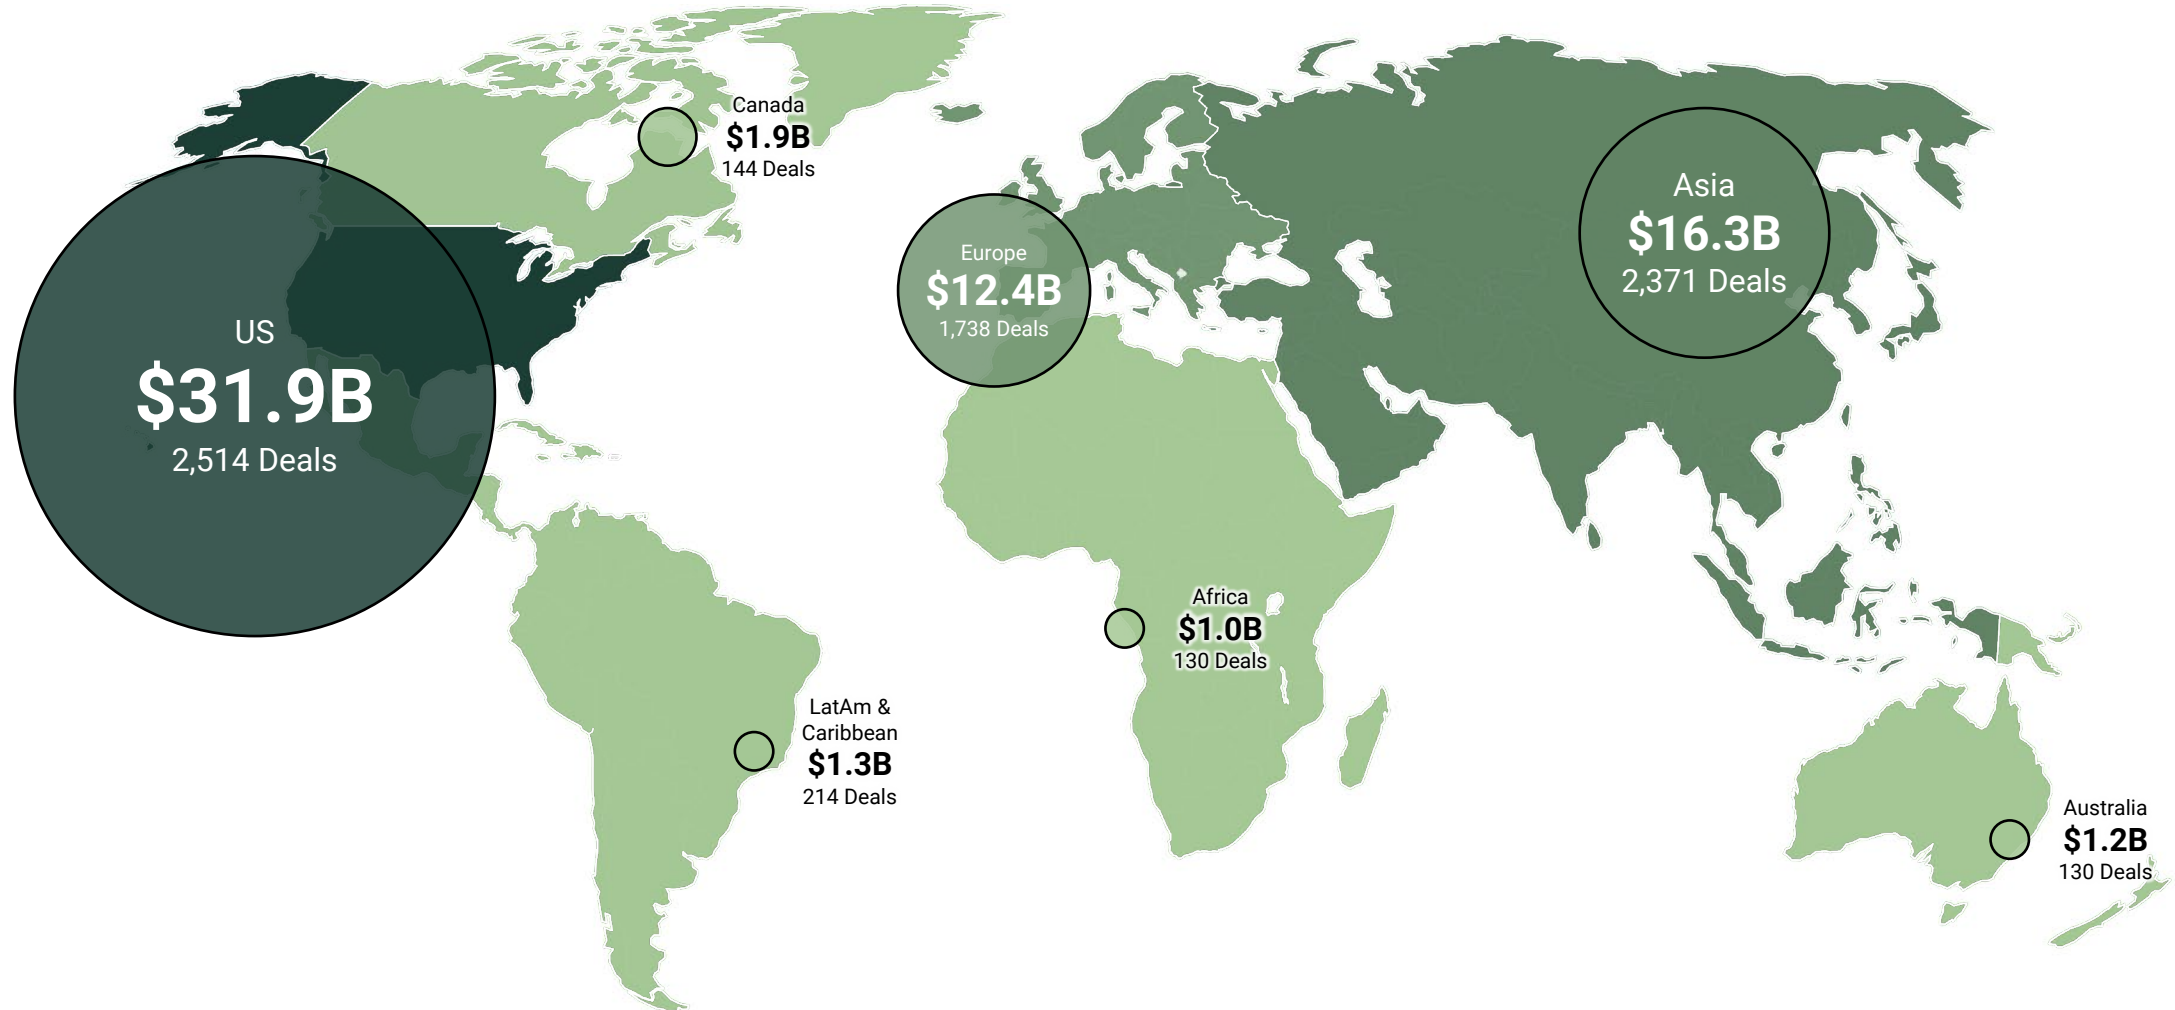 Canada
$1.9B
144 Deals
Asia
$16.3B
2,371 Deals
Europe
$12.4B
1,738 Deals
US
$31.9B
2,514 Deals
Africa
$1.0B
130 Deals
LatAm &
Caribbean
$1.3B
214 Deals
Australia
$1.2B
130 Deals